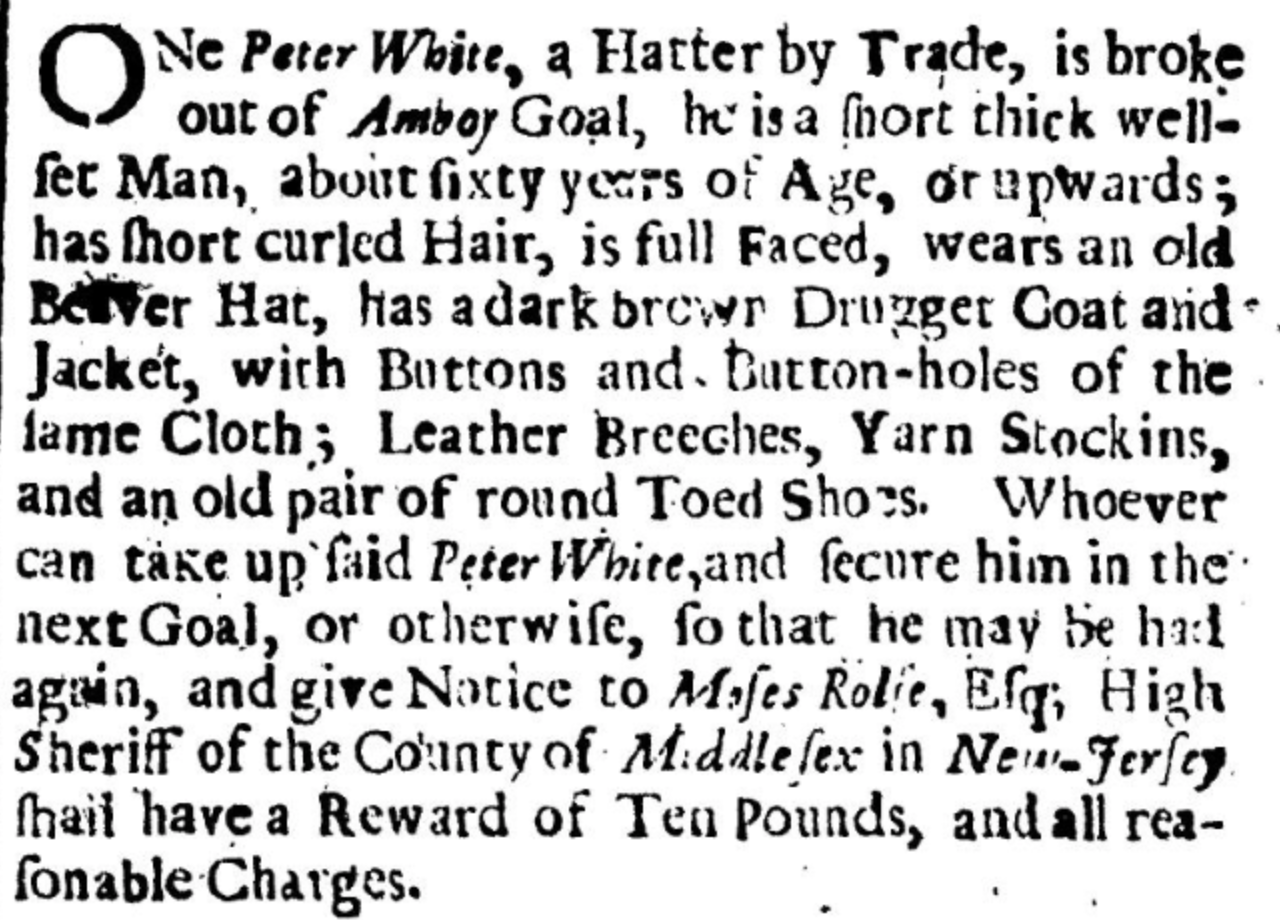 ONe Peter White, a Hatter by Trade, is broke
out of Amboy Goal, he is a ſhort thick well-
ſet Man, about ſixty years of Age, or upwards;
has ſhort curled Hair, is full Faced, wears an old
Beaver Hat, has a dark brown Drugget Coat and
Jacket, with Buttons and Button-holes of the
ſame Cloth; Leather Breeches, Yarn Stockins,
and an old pair of round Toed Shoes. Whoever
can take up ſaid Peter White, and ſecure him in the
next Goal, or otherwiſe, ſo that he may be had
again, and give Notice to Moſes Rolfe, Eſq; High
Sheriff of the County of Middleſex in New-Jerſey
ſhall have a Reward of Ten Pounds, and all rea-
ſonable Charges.